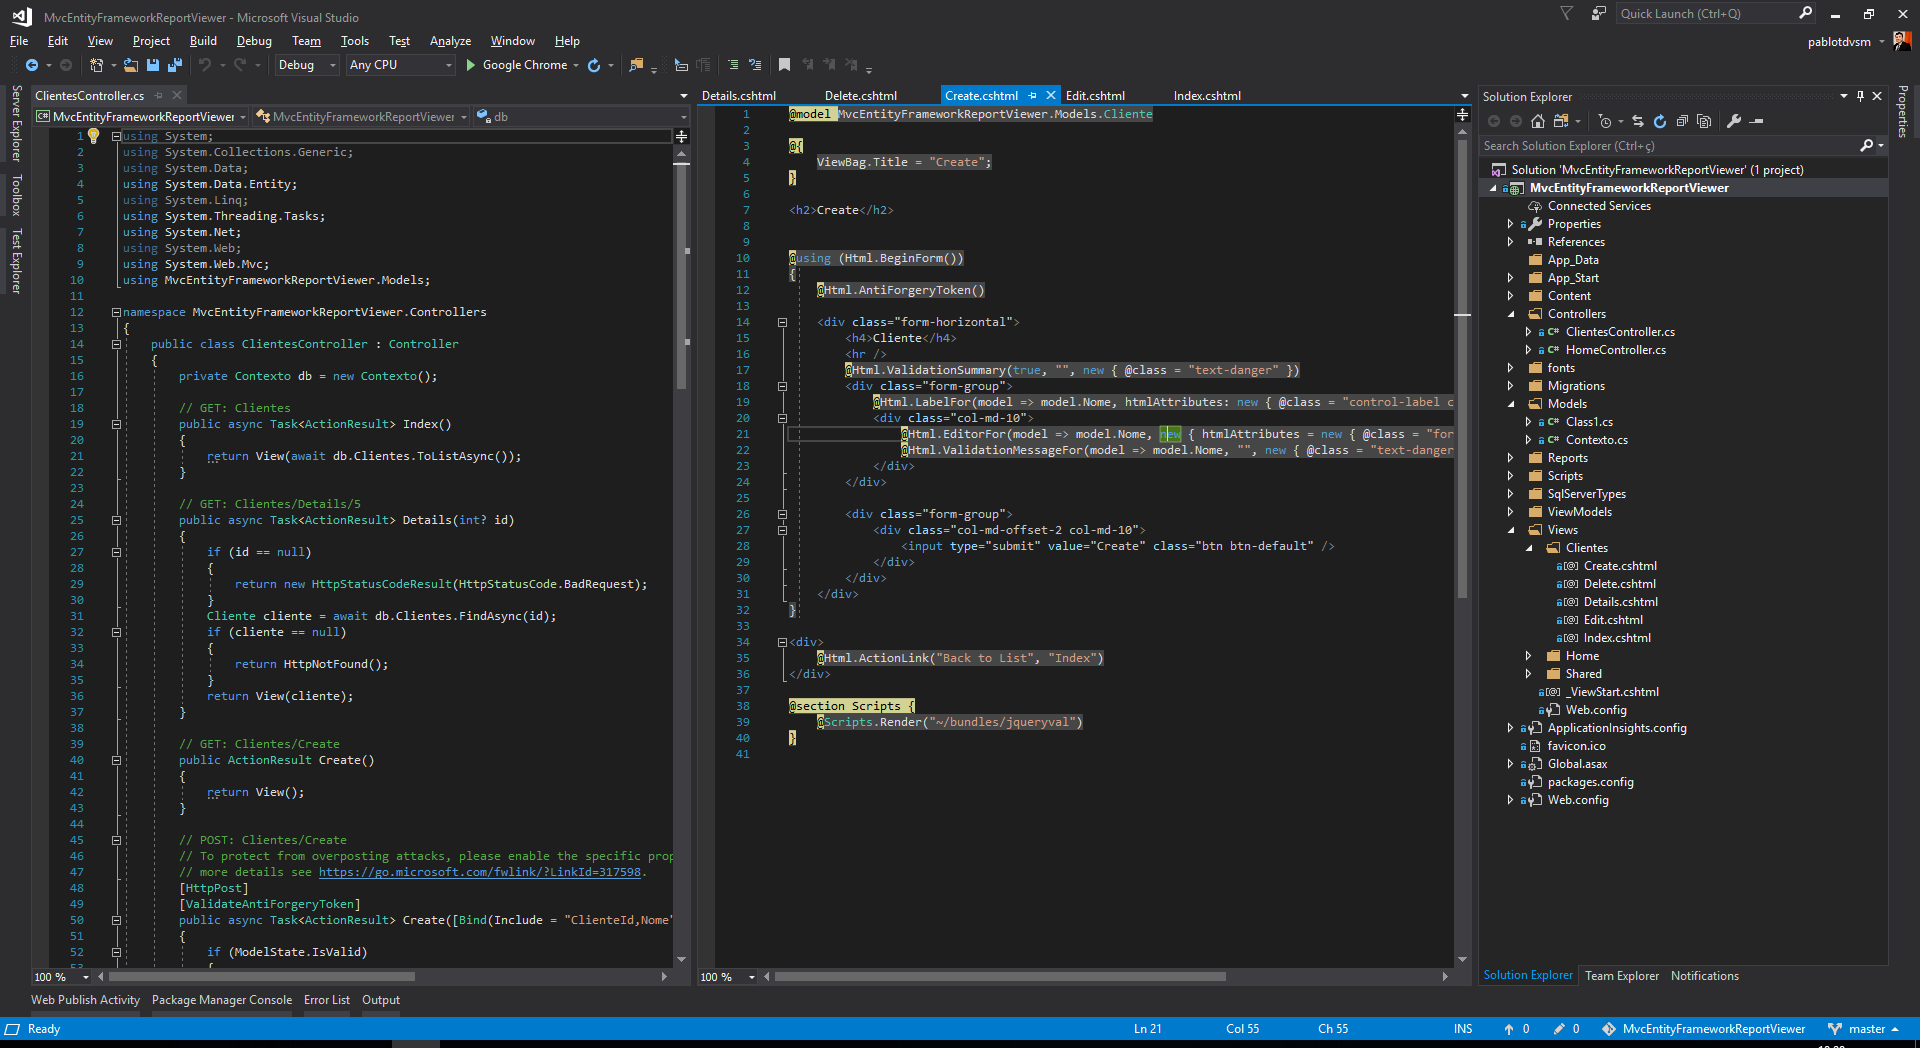 MvcEntityFrameworkReportViewer - Microsoft Visual Studio
Quick Launch (Ctrl+Q)
File Edit View Project Build Debug Team Tools Test Analyze Window Help
pablotdvsm
Debug Any CPU Google Chrome
Server Explorer
Toolbox
Test Explorer
ClientesController.cs
MvcEntityFrameworkReportViewer MvcEntityFrameworkReportViewer db
1 using System;
2 using System.Collections.Generic;
3 using System.Data;
4 using System.Data.Entity;
5 using System.Linq;
6 using System.Threading.Tasks;
7 using System.Net;
8 using System.Web;
9 using System.Web.Mvc;
10 using MvcEntityFrameworkReportViewer.Models;
11
12 namespace MvcEntityFrameworkReportViewer.Controllers
13 {
14 public class ClientesController : Controller
15 {
16 private Contexto db = new Contexto();
17
18 // GET: Clientes
19 public async Task<ActionResult> Index()
20 {
21 return View(await db.Clientes.ToListAsync());
22 }
23
24 // GET: Clientes/Details/5
25 public async Task<ActionResult> Details(int? id)
26 {
27 if (id == null)
28 {
29 return new HttpStatusCodeResult(HttpStatusCode.BadRequest);
30 }
31 Cliente cliente = await db.Clientes.FindAsync(id);
32 if (cliente == null)
33 {
34 return HttpNotFound();
35 }
36 return View(cliente);
37 }
38
39 // GET: Clientes/Create
40 public ActionResult Create()
41 {
42 return View();
43 }
44
45 // POST: Clientes/Create
46 // To protect from overposting attacks, please enable the specific prop
47 // more details see https://go.microsoft.com/fwlink/?LinkId=317598.
48 [HttpPost]
49 [ValidateAntiForgeryToken]
50 public async Task<ActionResult> Create([Bind(Include = "ClienteId,Nome"
51 {
52 if (ModelState.IsValid)
53 {
100 %
Details.cshtml Delete.cshtml Create.cshtml Edit.cshtml Index.cshtml
1 @model MvcEntityFrameworkReportViewer.Models.Cliente
2
3 @{
4 ViewBag.Title = "Create";
5 }
6
7 <h2>Create</h2>
8
9
10 @using (Html.BeginForm())
11 {
12 @Html.AntiForgeryToken()
13
14 <div class="form-horizontal">
15 <h4>Cliente</h4>
16 <hr />
17 @Html.ValidationSummary(true, "", new { @class = "text-danger" })
18 <div class="form-group">
19 @Html.LabelFor(model => model.Nome, htmlAttributes: new { @class = "control-label c
20 <div class="col-md-10">
21 @Html.EditorFor(model => model.Nome, new { htmlAttributes = new { @class = "for
22 @Html.ValidationMessageFor(model => model.Nome, "", new { @class = "text-danger
23 </div>
24 </div>
25
26 <div class="form-group">
27 <div class="col-md-offset-2 col-md-10">
28 <input type="submit" value="Create" class="btn btn-default" />
29 </div>
30 </div>
31 </div>
32 }
33
34 <div>
35 @Html.ActionLink("Back to List", "Index")
36 </div>
37
38 @section Scripts {
39 @Scripts.Render("~/bundles/jqueryval")
40 }
41
100 %
Solution Explorer
Search Solution Explorer (Ctrl+ç)
Solution 'MvcEntityFrameworkReportViewer' (1 project)
MvcEntityFrameworkReportViewer
Connected Services
Properties
References
App_Data
App_Start
Content
Controllers
C# ClientesController.cs
C# HomeController.cs
fonts
Migrations
Models
C# Class1.cs
C# Contexto.cs
Reports
Scripts
SqlServerTypes
ViewModels
Views
Clientes
Create.cshtml
Delete.cshtml
Details.cshtml
Edit.cshtml
Index.cshtml
Home
Shared
_ViewStart.cshtml
Web.config
ApplicationInsights.config
favicon.ico
Global.asax
packages.config
Web.config
Solution Explorer Team Explorer Notifications
Properties
Web Publish Activity Package Manager Console Error List Output
Ready Ln 21 Col 55 Ch 55 INS 0 0 MvcEntityFrameworkReportViewer master